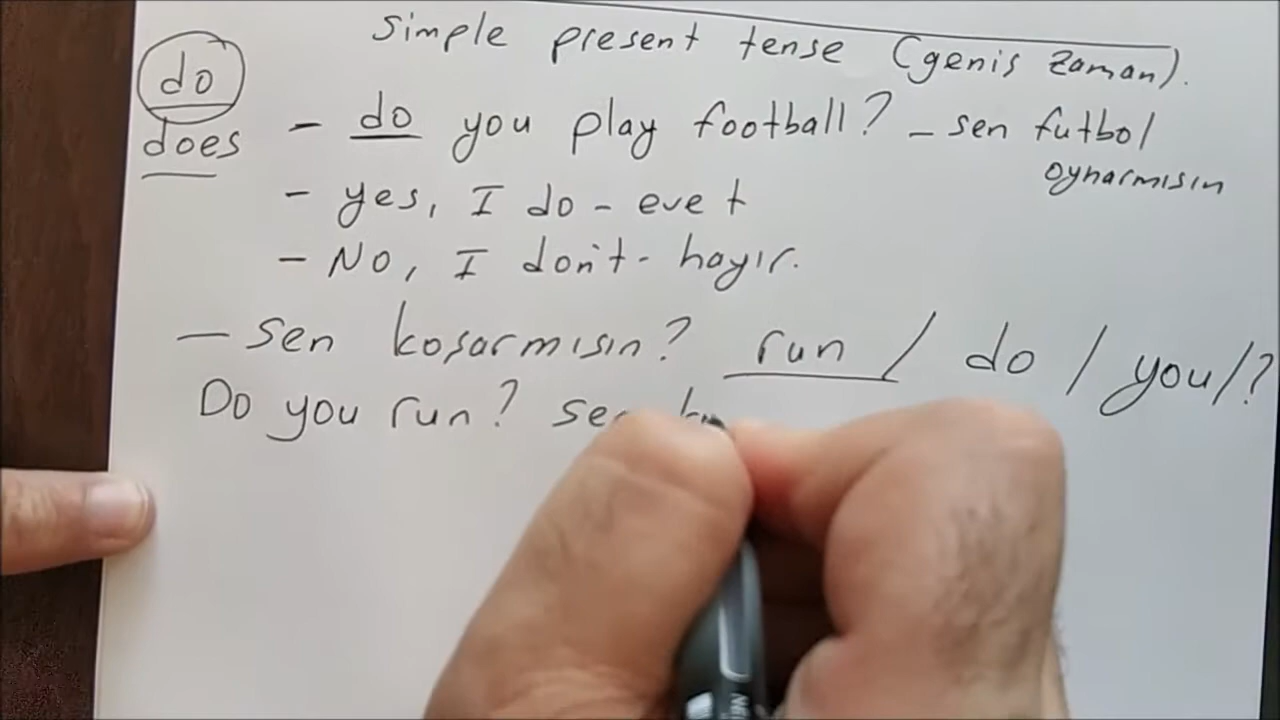 Simple present tense (genis zaman).
do
does
- do you play football? - sen futbol
oynarmısın
- yes, I do - evet
- No, I don't - hayır.
- Sen koşarmısın? run / do / you /?
Do you run?